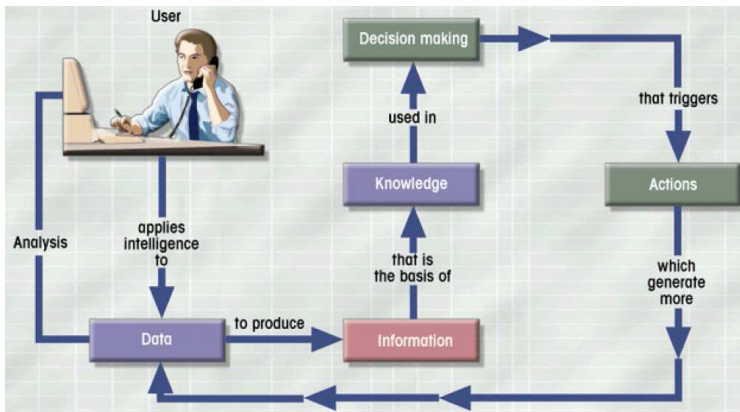 User
Analysis
applies
intelligence
to
Data
to produce
Information
that is
the basis of
Knowledge
used in
Decision making
that triggers
Actions
which
generate
more